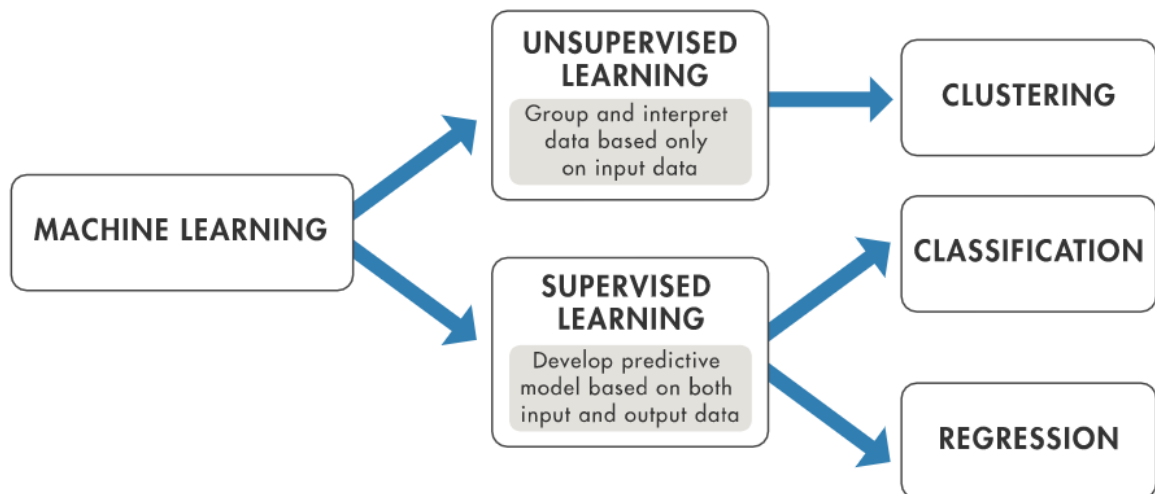 UNSUPERVISED
LEARNING
Group and interpret
data based only
on input data
CLUSTERING
MACHINE LEARNING
SUPERVISED
LEARNING
Develop predictive
model based on both
input and output data
CLASSIFICATION
REGRESSION